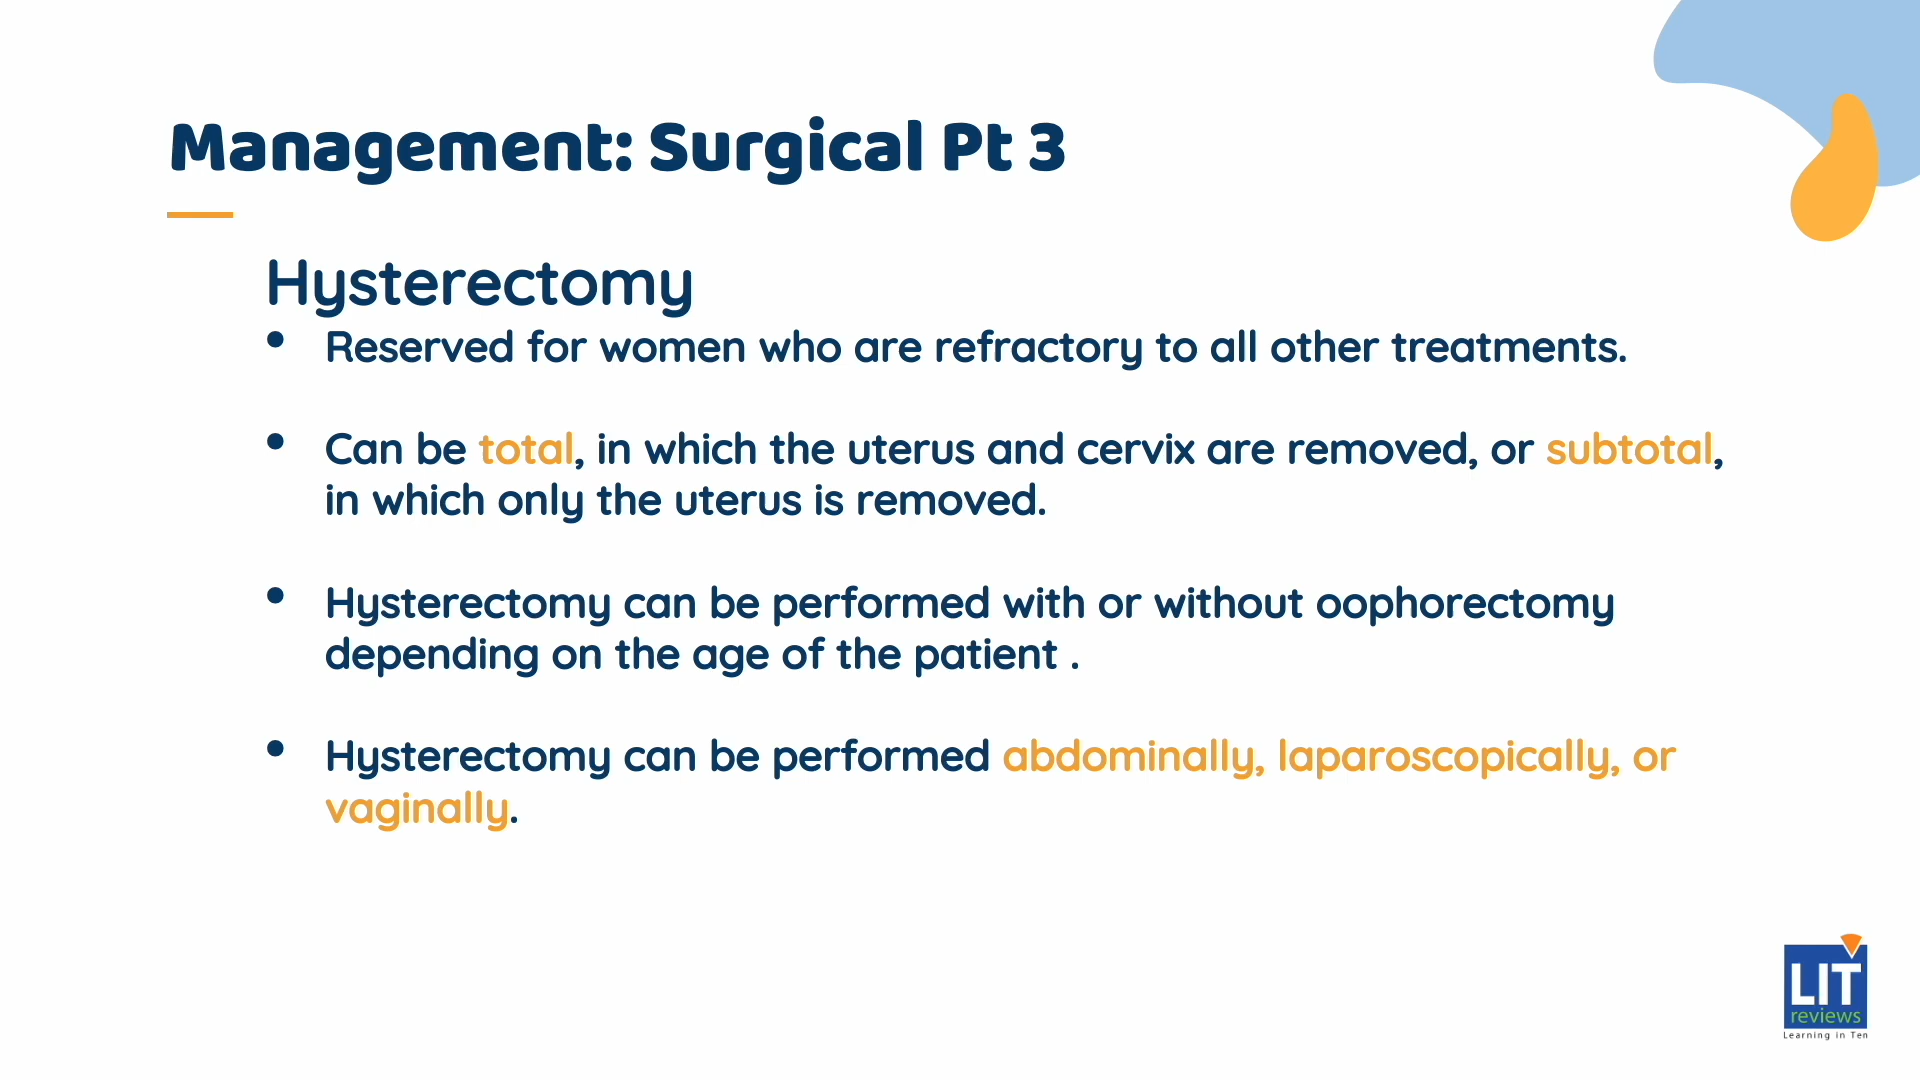 Management: Surgical Pt 3
Hysterectomy
• Reserved for women who are refractory to all other treatments.
• Can be total, in which the uterus and cervix are removed, or subtotal,
in which only the uterus is removed.
• Hysterectomy can be performed with or without oophorectomy
depending on the age of the patient .
• Hysterectomy can be performed abdominally, laparoscopically, or
vaginally.
LIT
reviews
Learning in Ten